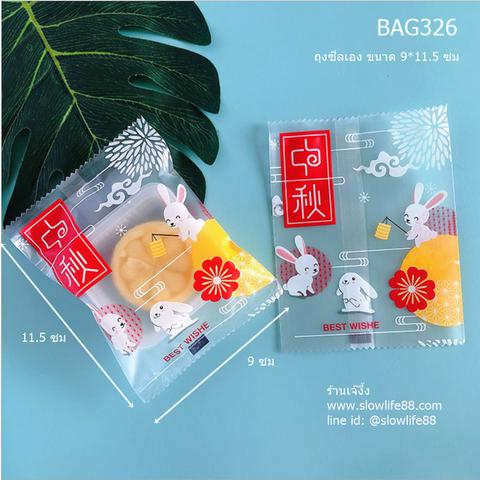 BAG326
ถุงซีลเอง ขนาด 9*11.5 ซม
中秋
BEST WISHE
中秋
BEST WISHE
11.5 ซม
9 ซม
ร้านเจ๊งั้ง
www.slowlife88.com
line id: @slowlife88